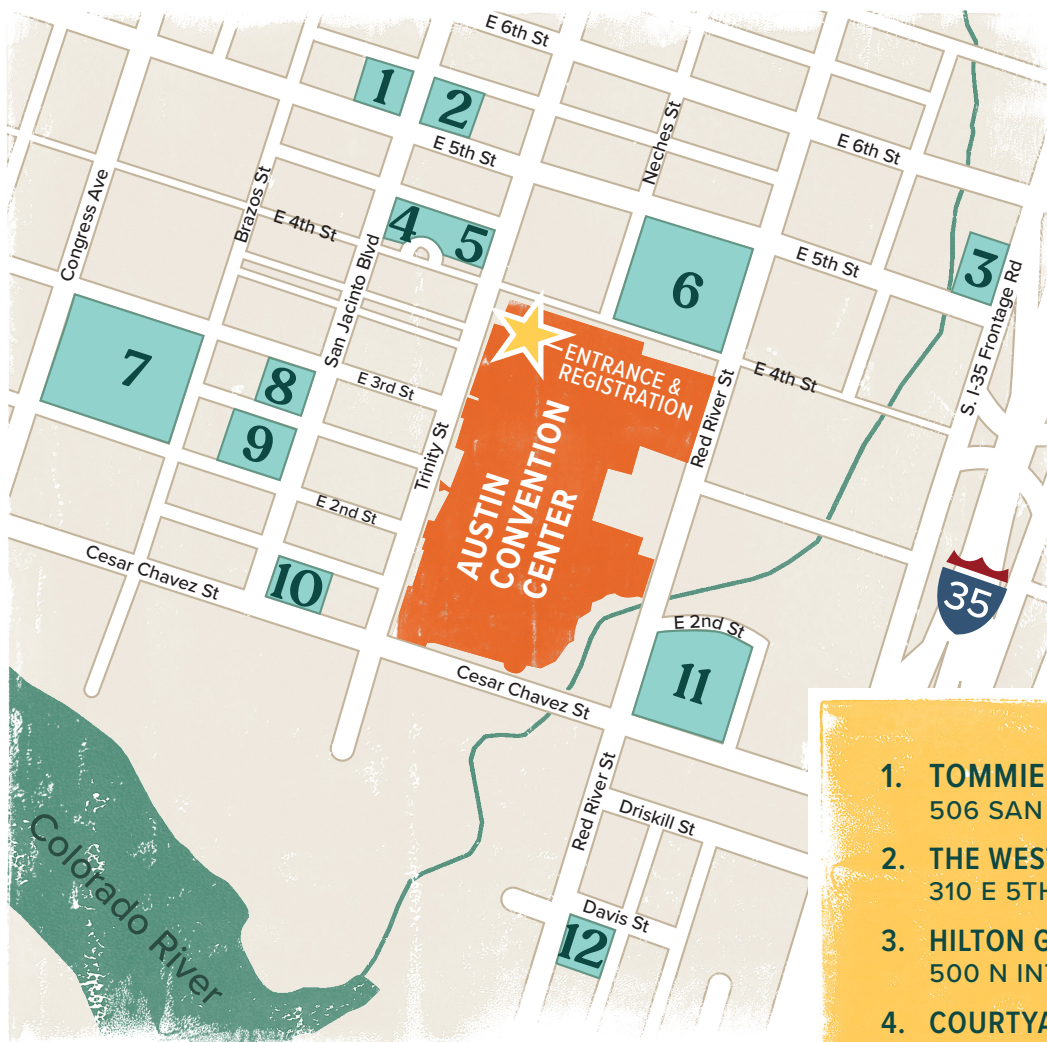 E 6th St
1
2
E 5th St
Neches St
E 6th St
Congress Ave
Brazos St
E 4th St
San Jacinto Blvd
4
5
6
E 5th St
3
S. I-35 Frontage Rd
7
8
9
E 3rd St
Trinity St
ENTRANCE &
REGISTRATION
E 4th St
Red River St
AUSTIN
CONVENTION
CENTER
E 2nd St
Cesar Chavez St
10
35
E 2nd St
11
Cesar Chavez St
Red River St
Driskill St
Davis St
12
Colorado River
1. TOMMIE
506 SAN
2. THE WEST
310 E 5TH
3. HILTON G
500 N INT
4. COURTYA